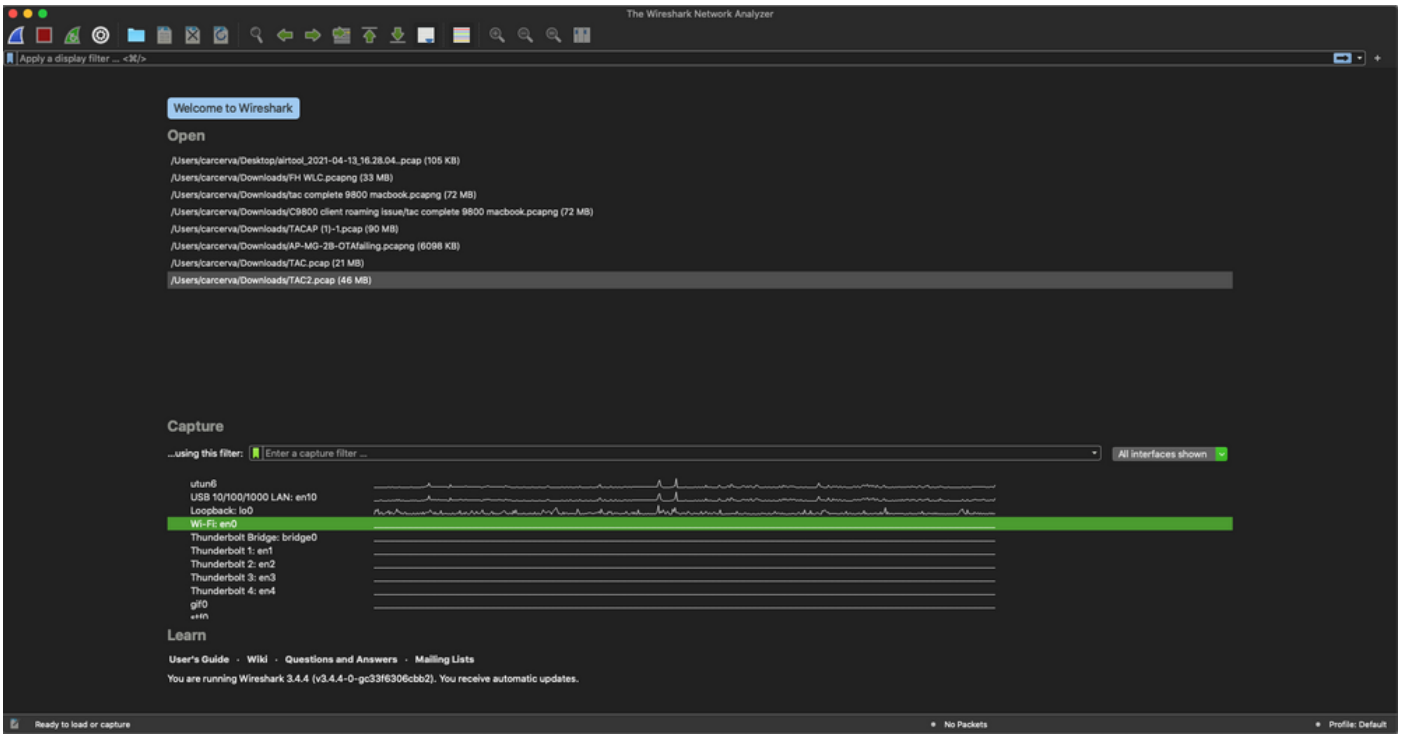 The Wireshark Network Analyzer
Apply a display filter ... <⌘/>
+
Welcome to Wireshark
Open
/Users/carcerva/Desktop/airtool_2021-04-13_16.28.04..pcap (105 KB)
/Users/carcerva/Downloads/FH WLC.pcapng (33 MB)
/Users/carcerva/Downloads/tac complete 9800 macbook.pcapng (72 MB)
/Users/carcerva/Downloads/C9800 client roaming issue/tac complete 9800 macbook.pcapng (72 MB)
/Users/carcerva/Downloads/TACAP (1)-1.pcap (90 MB)
/Users/carcerva/Downloads/AP-MG-2B-OTAfailing.pcapng (6098 KB)
/Users/carcerva/Downloads/TAC.pcap (21 MB)
/Users/carcerva/Downloads/TAC2.pcap (46 MB)
Capture
...using this filter: Enter a capture filter ... All interfaces shown
utun6
USB 10/100/1000 LAN: en10
Loopback: lo0
Wi-Fi: en0
Thunderbolt Bridge: bridge0
Thunderbolt 1: en1
Thunderbolt 2: en2
Thunderbolt 3: en3
Thunderbolt 4: en4
gif0
Learn
User's Guide · Wiki · Questions and Answers · Mailing Lists
You are running Wireshark 3.4.4 (v3.4.4-0-gc33f6306cbb2). You receive automatic updates.
Ready to load or capture No Packets Profile: Default